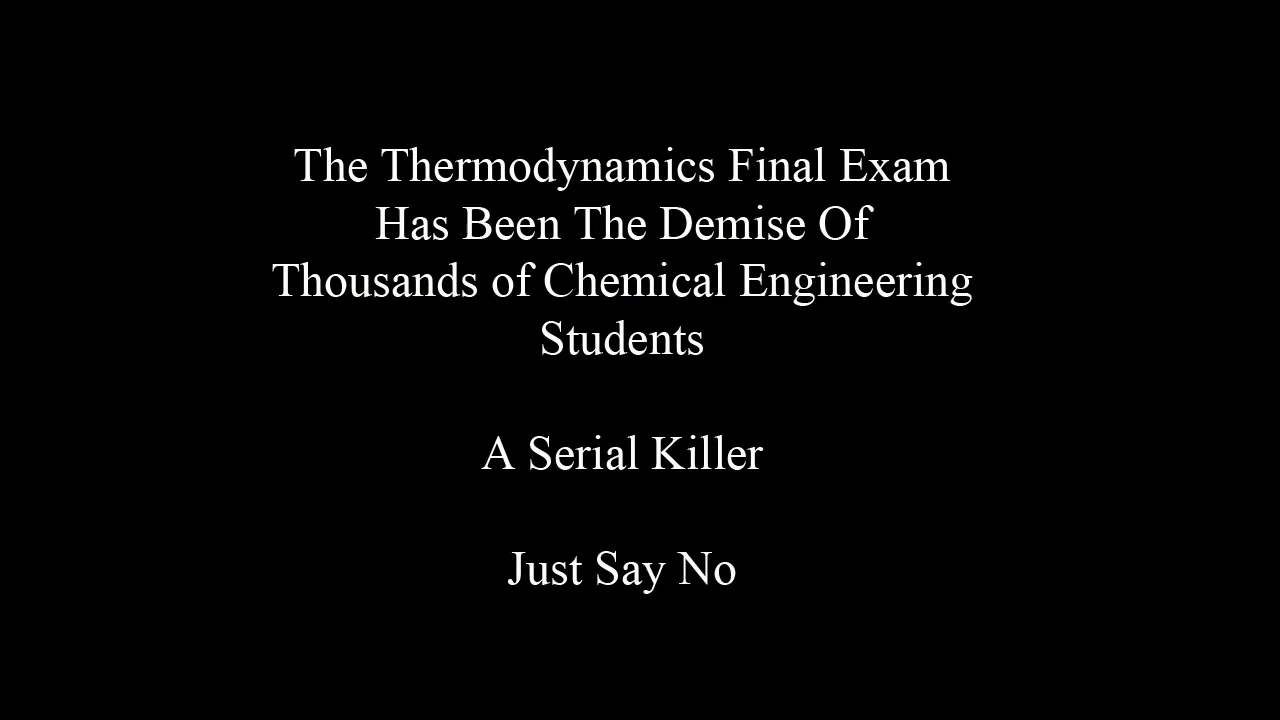 The Thermodynamics Final Exam
Has Been The Demise Of
Thousands of Chemical Engineering
Students
A Serial Killer
Just Say No